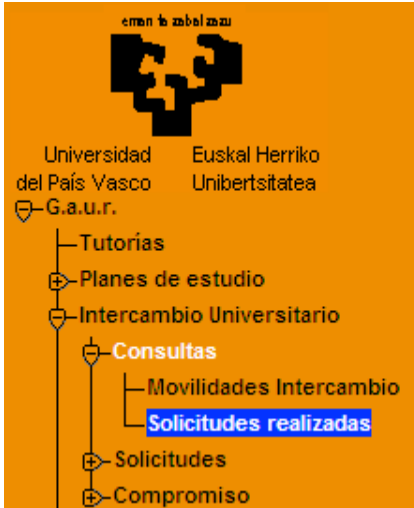 eman ta zabal zazu
Universidad Euskal Herriko
del País Vasco Unibertsitatea
G.a.u.r.
Tutorías
Planes de estudio
Intercambio Universitario
Consultas
Movilidades Intercambio
Solicitudes realizadas
Solicitudes
Compromiso